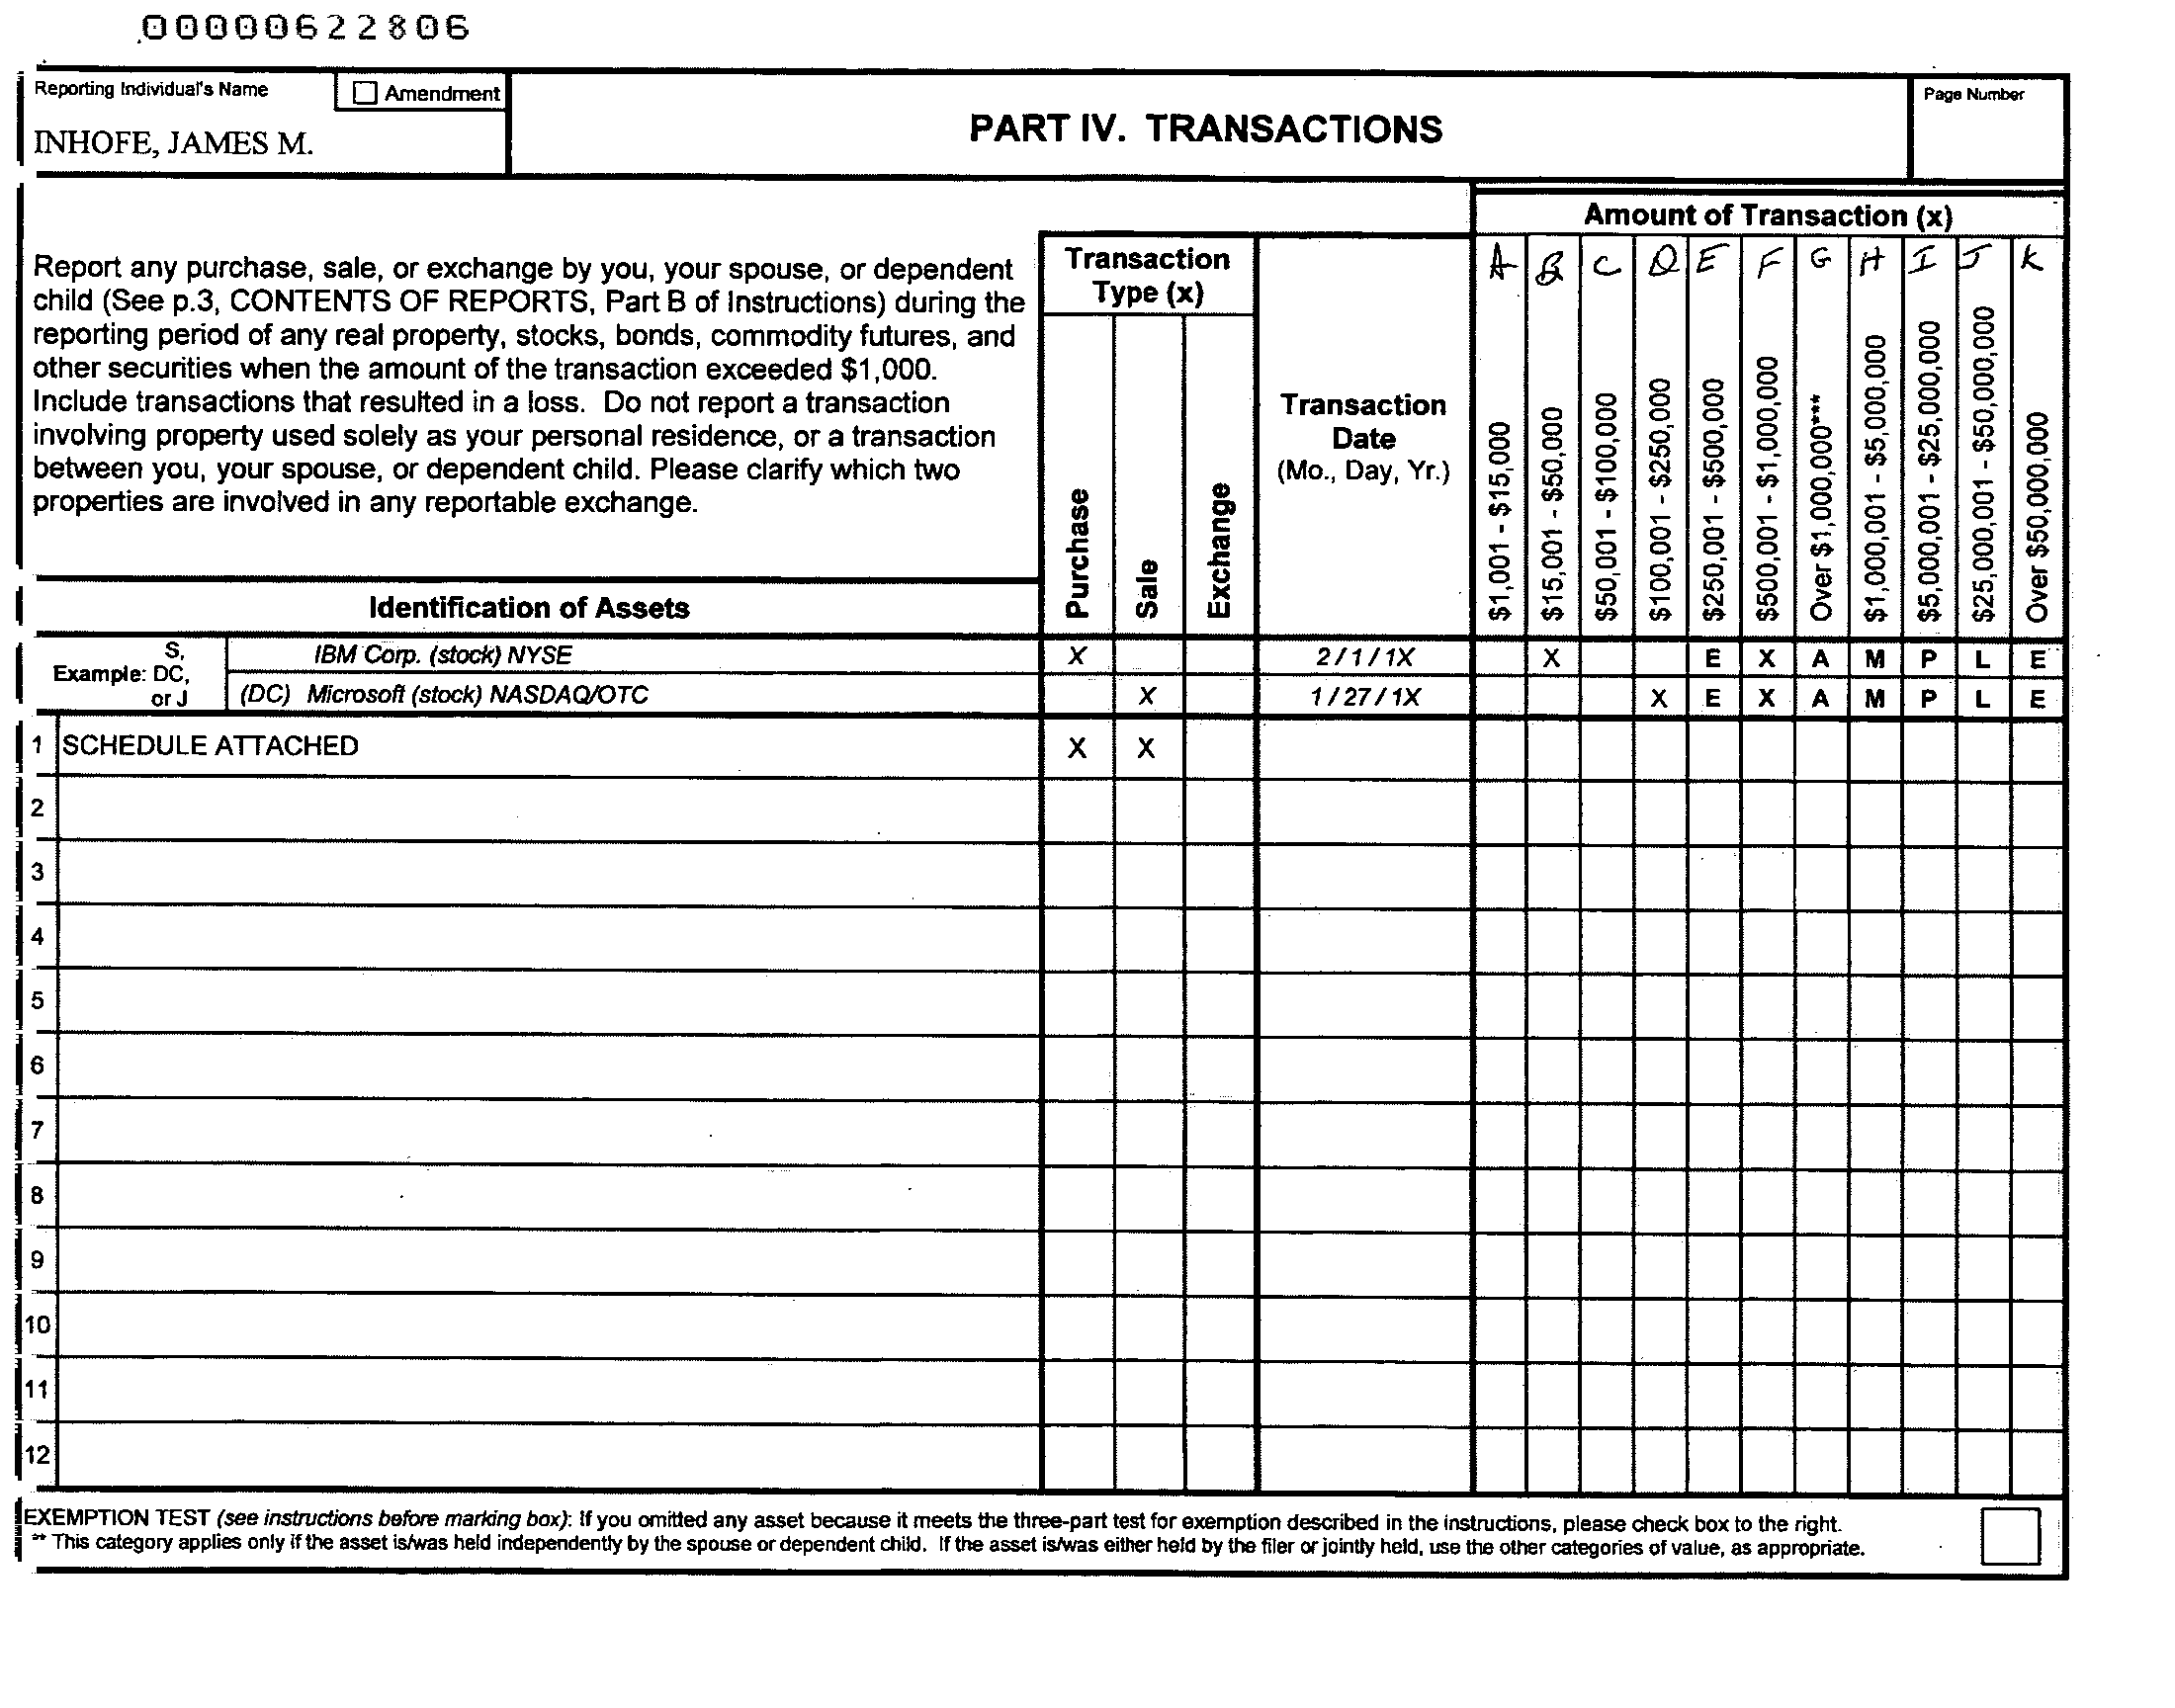 00000622806
Reporting Individual's Name
Amendment
INHOFE, JAMES M.
PART IV. TRANSACTIONS
Page Number
Amount of Transaction (x)
Report any purchase, sale, or exchange by you, your spouse, or dependent
child (See p.3, CONTENTS OF REPORTS, Part B of Instructions) during the
reporting period of any real property, stocks, bonds, commodity futures, and
other securities when the amount of the transaction exceeded $1,000.
Include transactions that resulted in a loss. Do not report a transaction
involving property used solely as your personal residence, or a transaction
between you, your spouse, or dependent child. Please clarify which two
properties are involved in any reportable exchange.
Identification of Assets
Transaction
Type (x)
Purchase
Sale
Exchange
Transaction
Date
(Mo., Day, Yr.)
A B C D E F G H I J K
$1,001 - $15,000
$15,001 - $50,000
$50,001 - $100,000
$100,001 - $250,000
$250,001 - $500,000
$500,001 - $1,000,000
Over $1,000,000***
$1,000,001 - $5,000,000
$5,000,001 - $25,000,000
$25,000,001 - $50,000,000
Over $50,000,000
Example:
S,
DC,
or J
IBM Corp. (stock) NYSE X 2/1/1X X E X A M P L E
(DC) Microsoft (stock) NASDAQ/OTC X 1/27/1X X E X A M P L E
1 SCHEDULE ATTACHED X X
2
3
4
5
6
7
8
9
10
11
12
EXEMPTION TEST (see instructions before marking box): If you omitted any asset because it meets the three-part test for exemption described in the instructions, please check box to the right.
** This category applies only if the asset is/was held independently by the spouse or dependent child. If the asset is/was either held by the filer or jointly held, use the other categories of value, as appropriate.